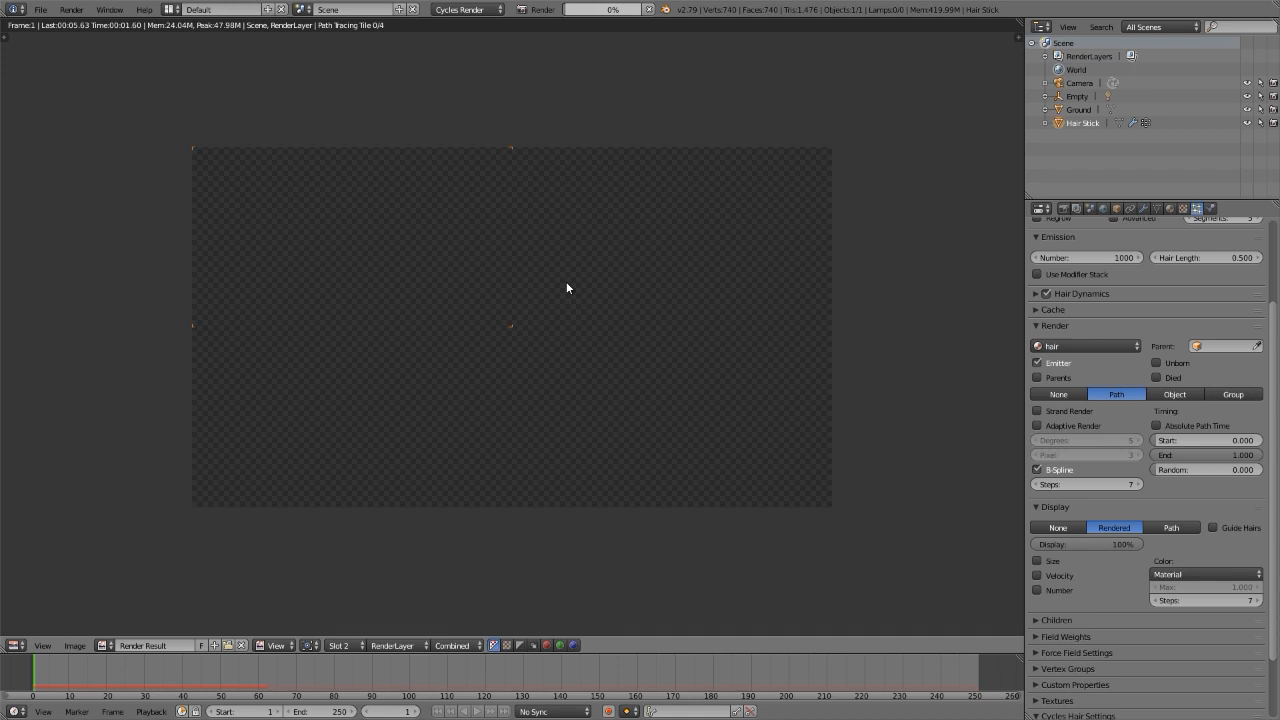 File Render Window Help Default Scene Cycles Render Render 0% v2.79 | Verts:740 | Faces:740 | Tris:1,476 | Objects:1/1 | Lamps:0/0 | Mem:419.99M | Hair Stick
Frame:1 | Last:00:05.63 Time:00:01.60 | Mem:24.04M, Peak:47.98M | Scene, RenderLayer | Path Tracing Tile 0/4
View Search All Scenes
Scene
RenderLayers
World
Camera
Empty
Ground
Hair Stick
Regrow Advanced Segments: 5
Emission
Number: 1000 Hair Length: 0.500
Use Modifier Stack
Hair Dynamics
Cache
Render
hair Parent:
Emitter Unborn
Parents Died
None Path Object Group
Strand Render Timing:
Adaptive Render Absolute Path Time
Degrees: 5 Start: 0.000
Pixel: 3 End: 1.000
B-Spline Random: 0.000
Steps: 7
Display
None Rendered Path Guide Hairs
Display: 100%
Size Color:
Velocity Material
Number Max: 1.000
Steps: 7
Children
Field Weights
Force Field Settings
Vertex Groups
Custom Properties
Textures
Cycles Hair Settings
View Image Render Result F View Slot 2 RenderLayer Combined
0 10 20 30 40 50 60 70 80 90 100 110 120 130 140 150 160 170 180 190 200 210 220 230 240 250 260
View Marker Frame Playback Start: 1 End: 250 1 No Sync